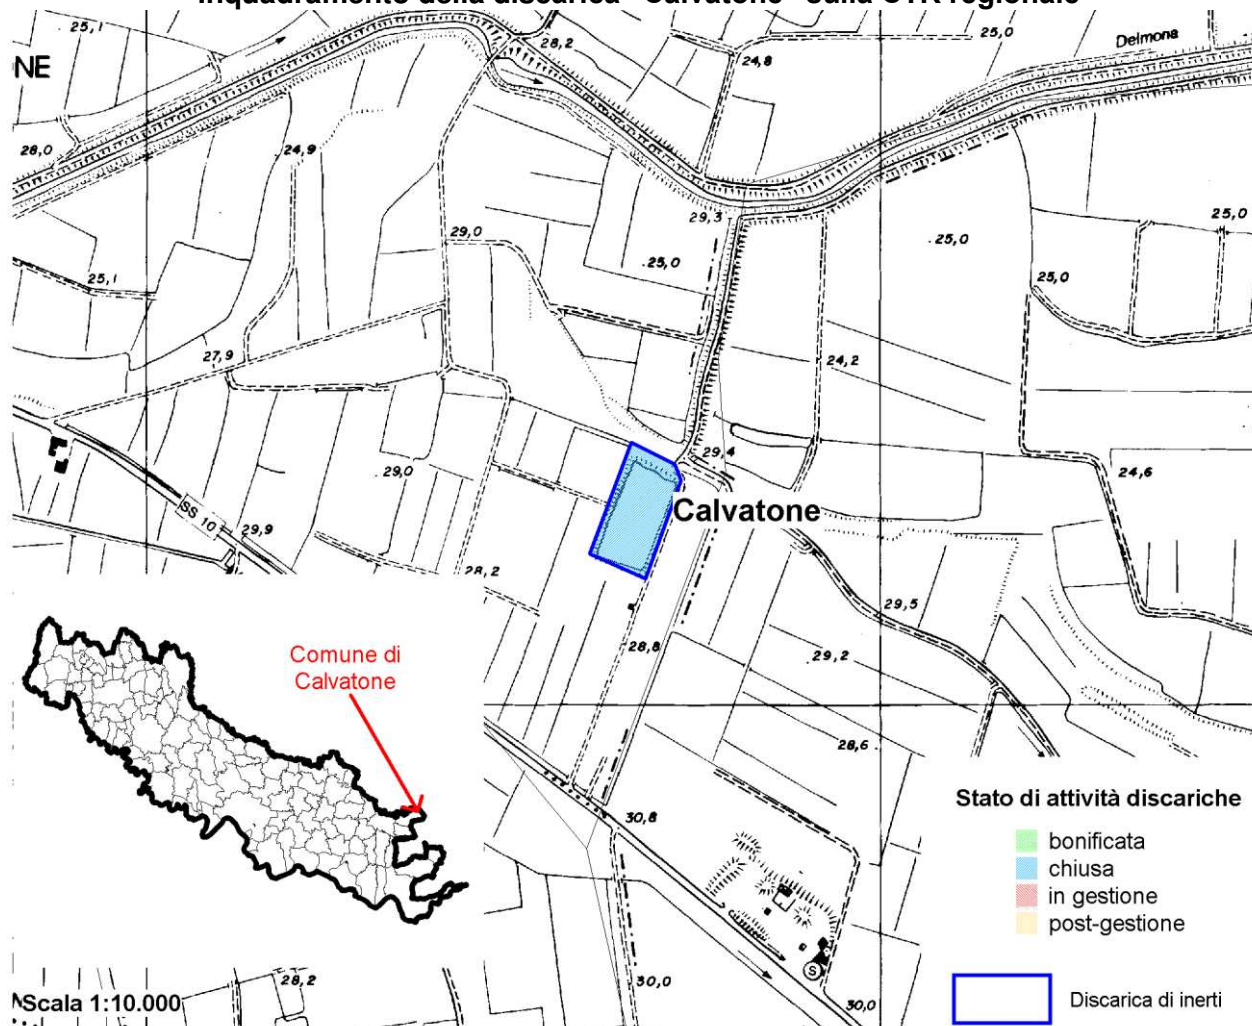 Inquadramento della discarica "Calvatone" sulla CTR regionale
25,1
28,2
25,0
Delmona
24,8
NE
28,0
24,9
29,3
25,0
29,0
25,0
25,0
25,1
25,0
27,9
24,2
29,4
29,0
24,6
Calvatone
SS 10
29,9
28,2
29,5
28,8
29,2
Comune di
Calvatone
28,6
30,8
Stato di attività discariche
bonificata
chiusa
in gestione
post-gestione
S
28,2
30,0
30,0
Scala 1:10.000
Discarica di inerti